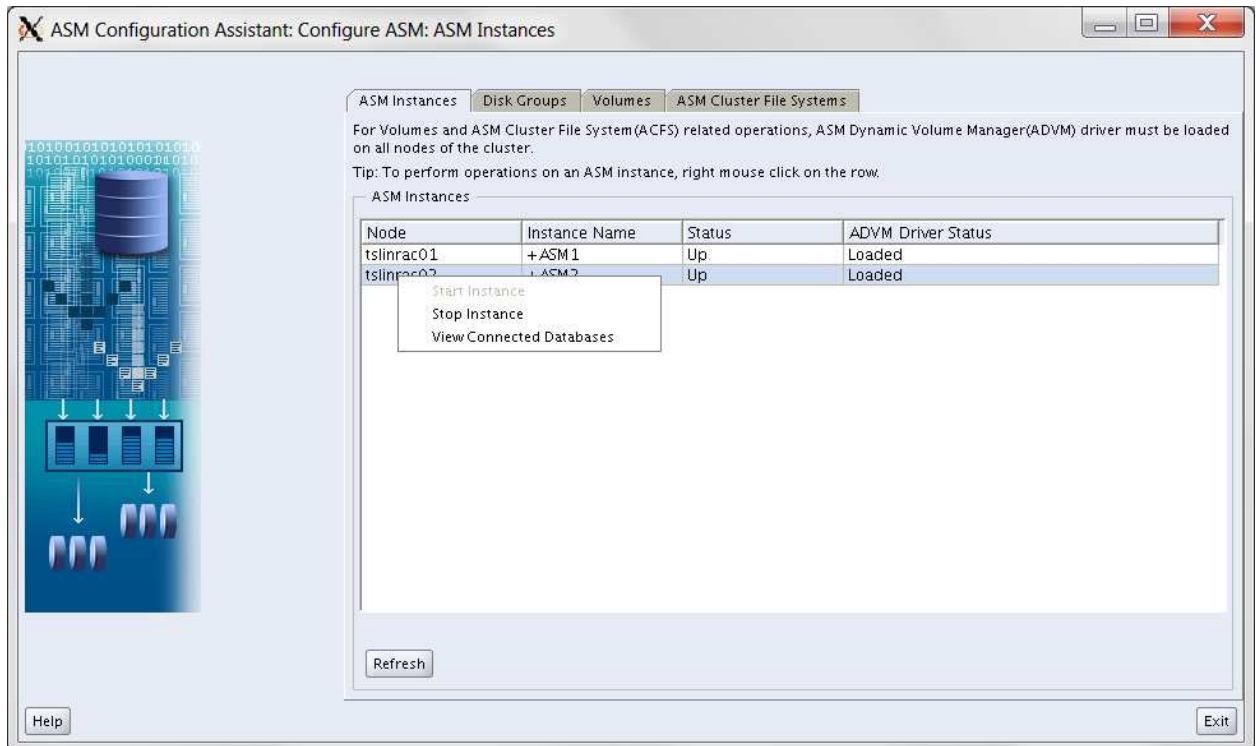 ASM Configuration Assistant: Configure ASM: ASM Instances
ASM Instances
Disk Groups
Volumes
ASM Cluster File Systems
For Volumes and ASM Cluster File System(ACFS) related operations, ASM Dynamic Volume Manager(ADVM) driver must be loaded
on all nodes of the cluster.
Tip: To perform operations on an ASM instance, right mouse click on the row.
ASM Instances
Node Instance Name Status ADVM Driver Status
tslinrac01 +ASM1 Up Loaded
tslinrac02 +ASM2 Up Loaded
Start Instance
Stop Instance
View Connected Databases
Refresh
Help
Exit